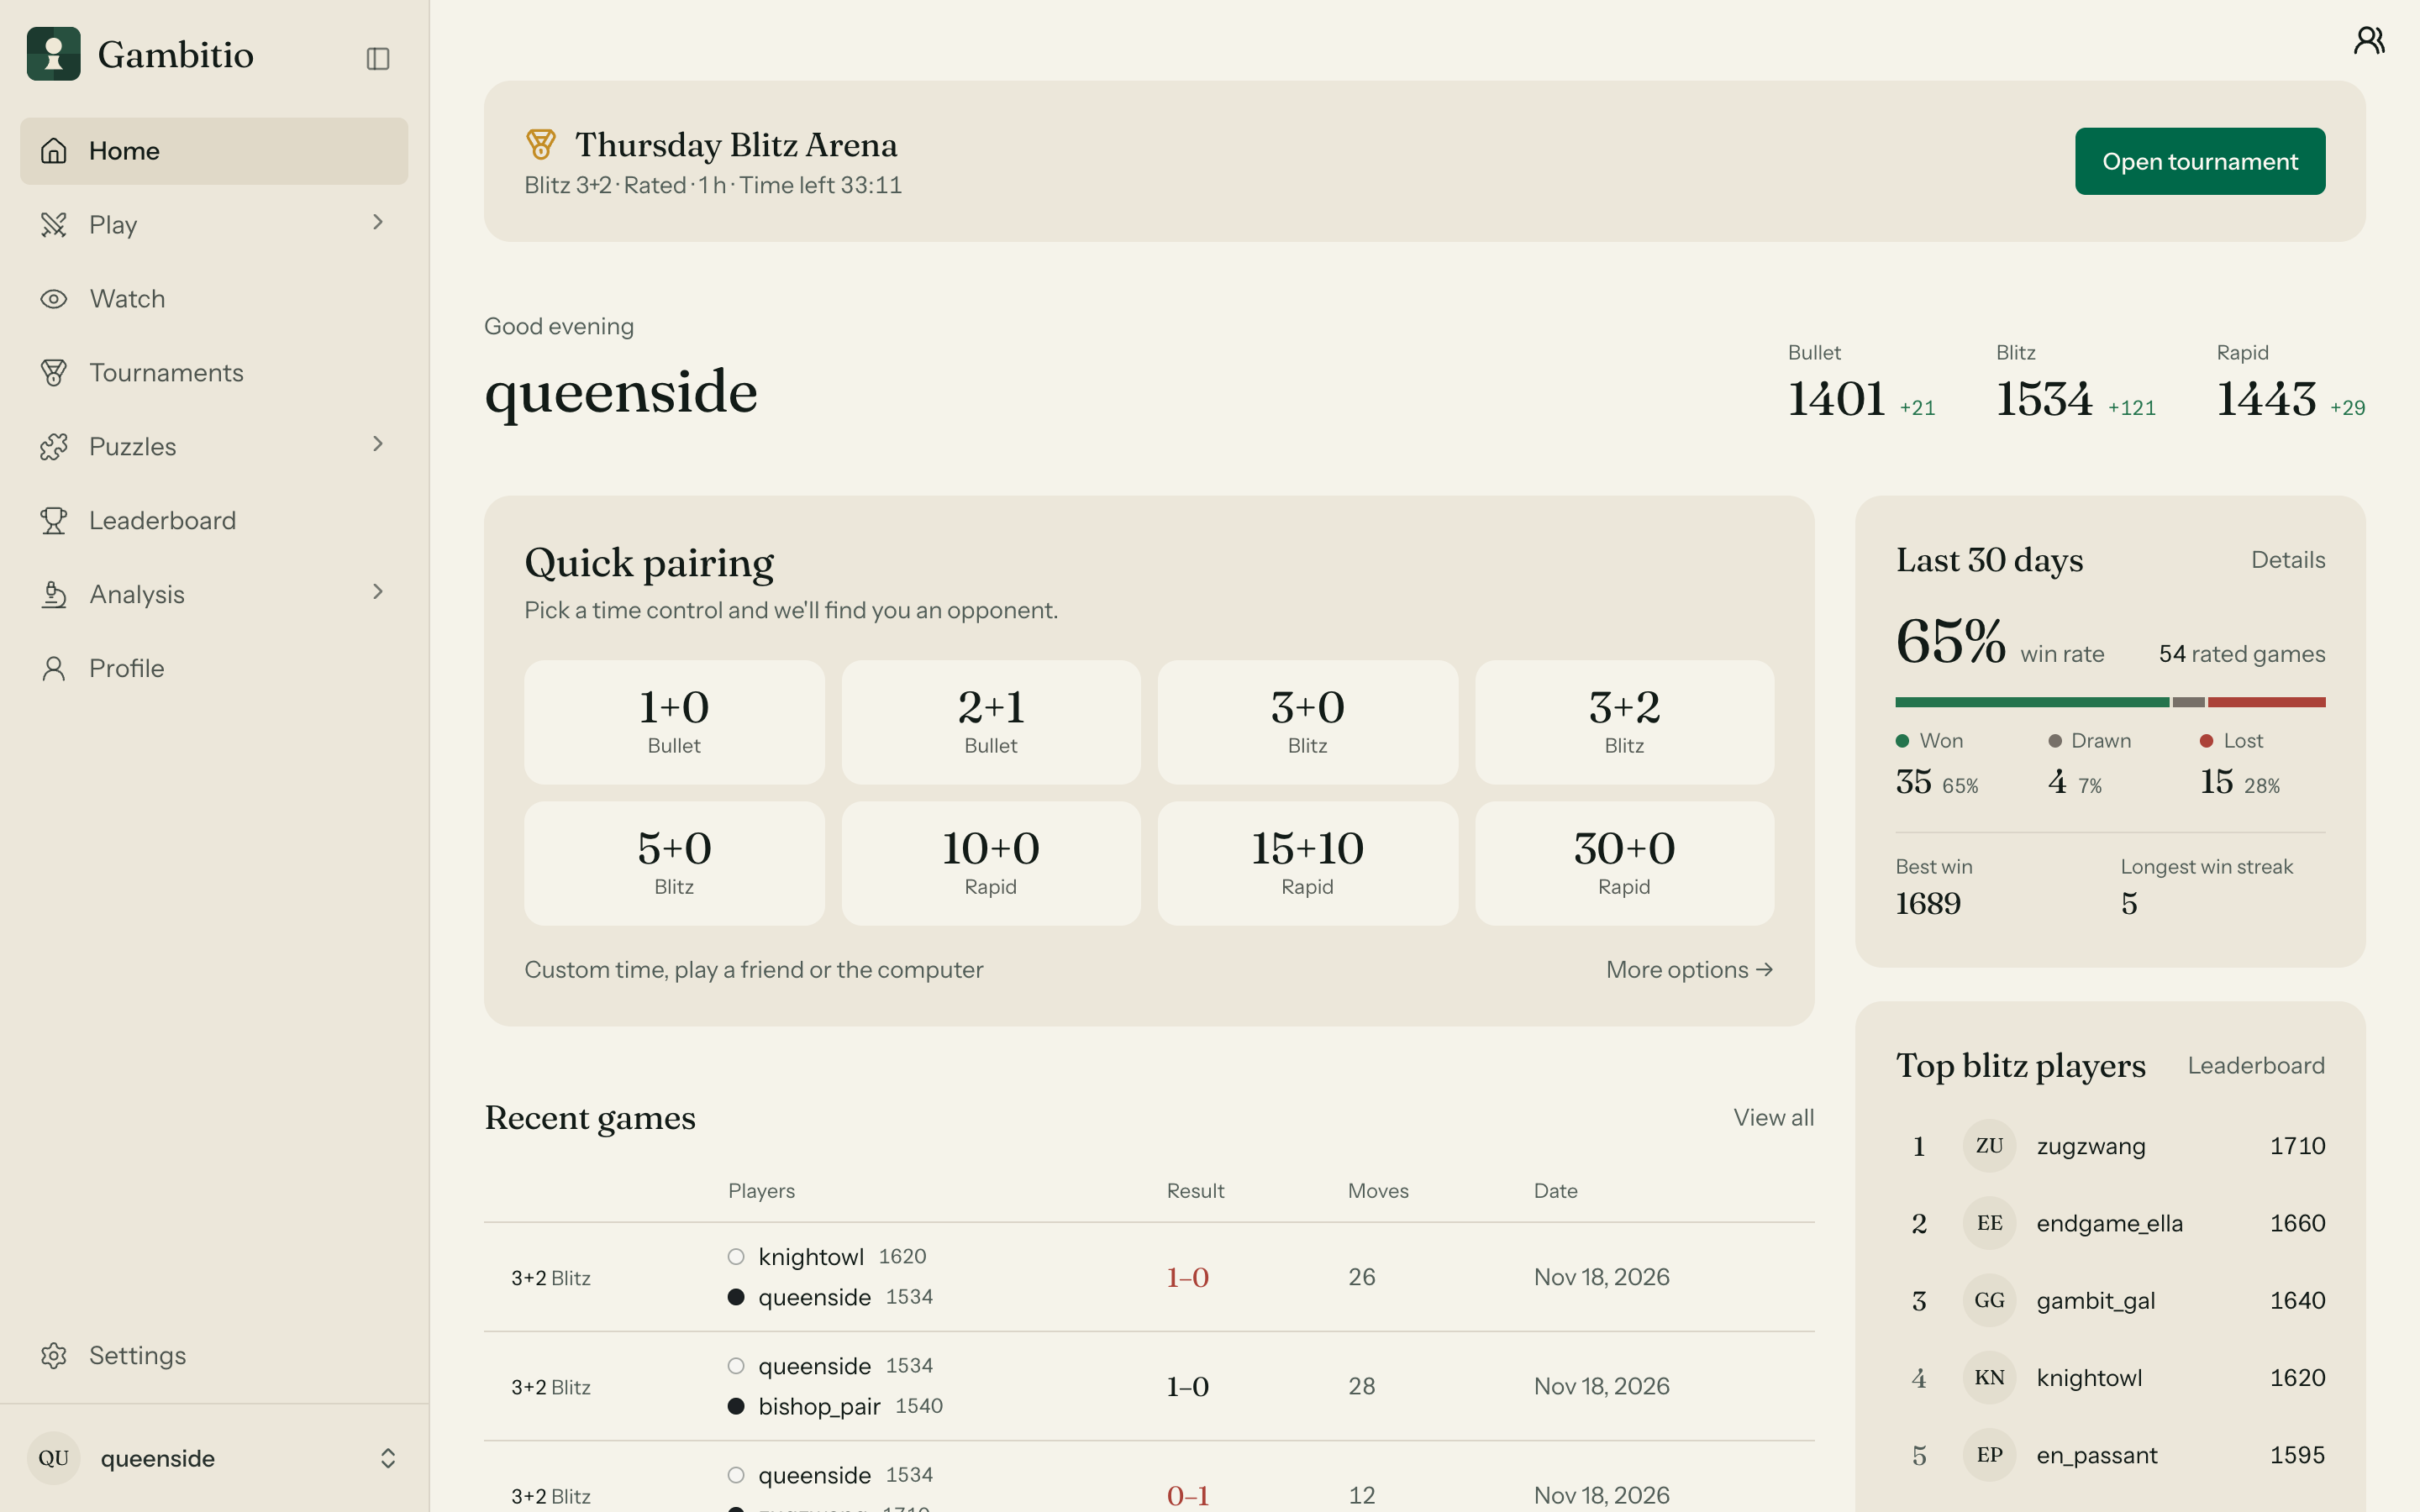 Gambitio
Home
Play
Watch
Tournaments
Puzzles
Leaderboard
Analysis
Profile
Settings
QU queenside
Thursday Blitz Arena
Blitz 3+2 · Rated · 1 h · Time left 33:11
Open tournament
Good evening
queenside
Bullet
1401 +21
Blitz
1534 +121
Rapid
1443 +29
Quick pairing
Pick a time control and we'll find you an opponent.
1+0
Bullet
2+1
Bullet
3+0
Blitz
3+2
Blitz
5+0
Blitz
10+0
Rapid
15+10
Rapid
30+0
Rapid
Custom time, play a friend or the computer
More options →
Recent games
View all
Players Result Moves Date
3+2 Blitz
knightowl 1620
queenside 1534
1–0
26
Nov 18, 2026
3+2 Blitz
queenside 1534
bishop_pair 1540
1–0
28
Nov 18, 2026
3+2 Blitz
queenside 1534
0–1
12
Nov 18, 2026
Last 30 days
Details
65% win rate
54 rated games
Won
35 65%
Drawn
4 7%
Lost
15 28%
Best win
1689
Longest win streak
5
Top blitz players
Leaderboard
1 ZU zugzwang 1710
2 EE endgame_ella 1660
3 GG gambit_gal 1640
4 KN knightowl 1620
5 EP en_passant 1595